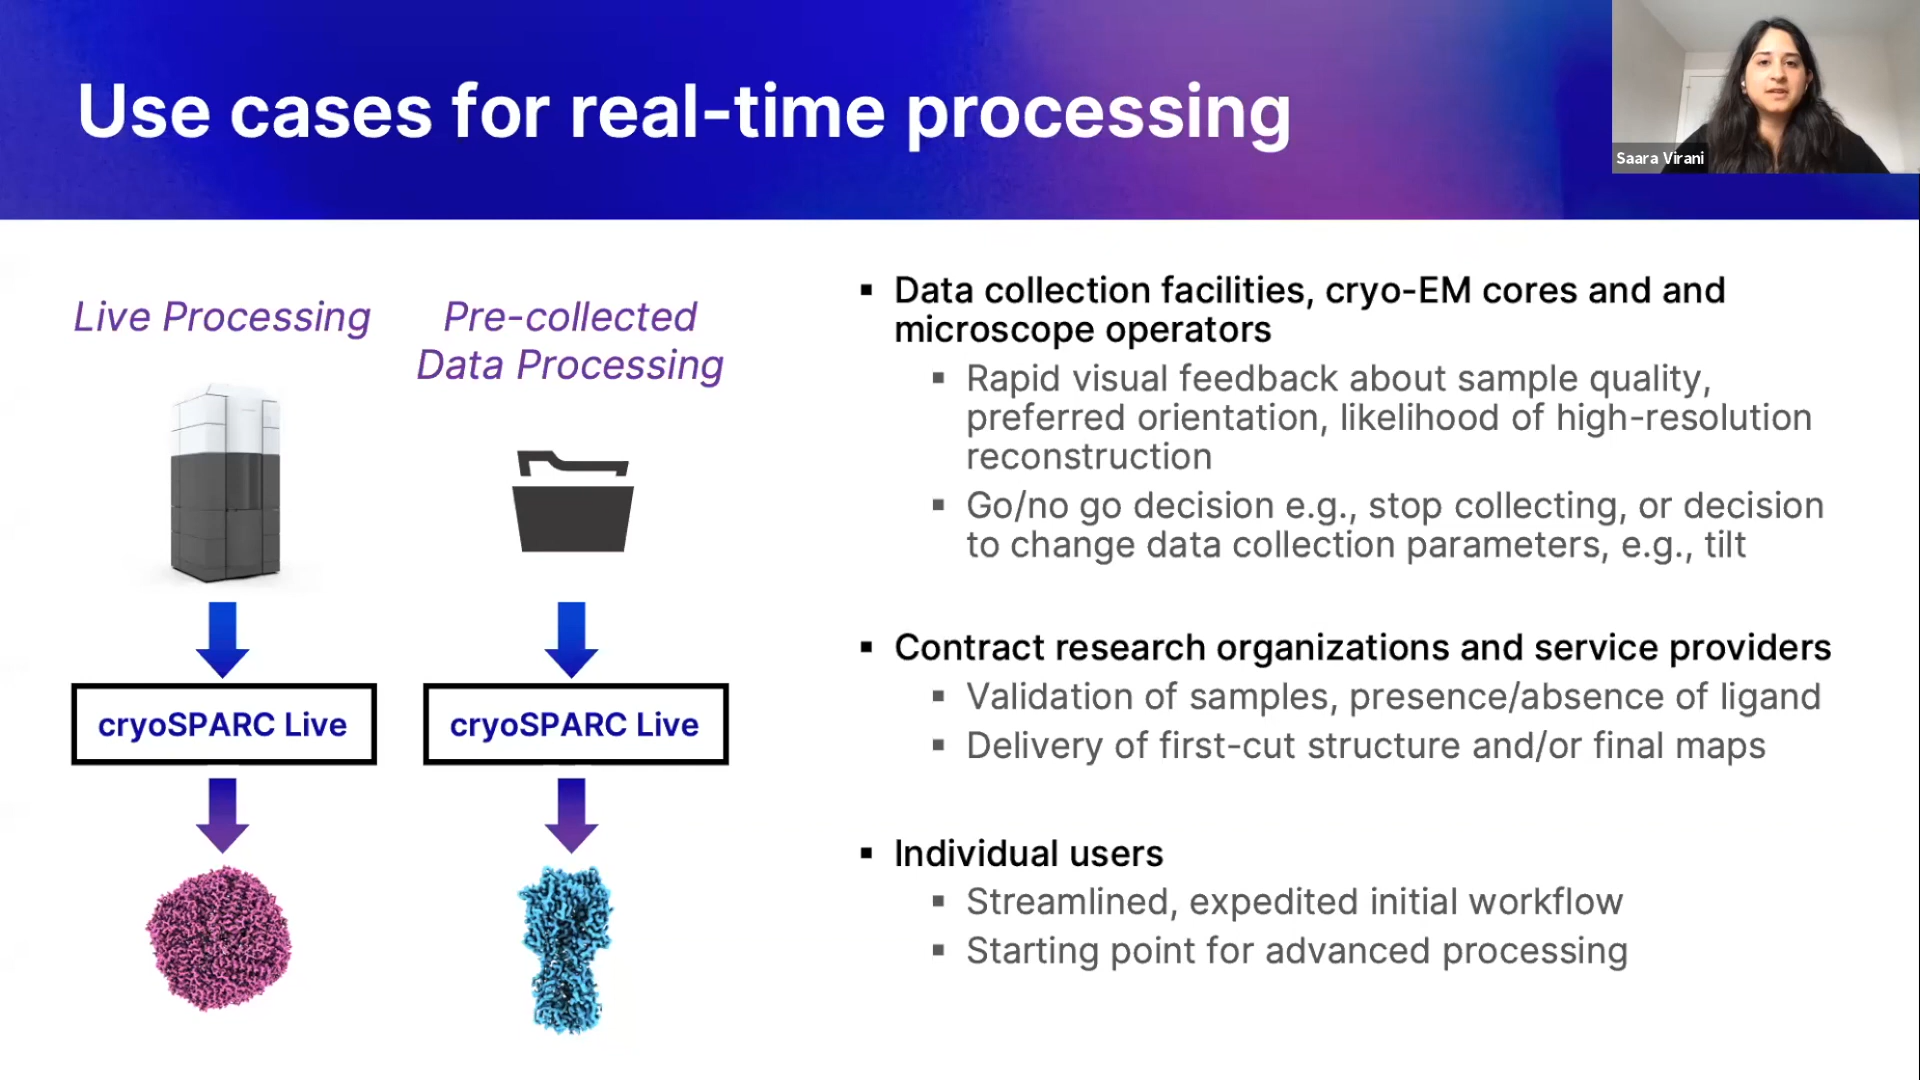 Use cases for real-time processing
Saara Virani
Live Processing
Pre-collected
Data Processing
cryoSPARC Live
cryoSPARC Live
▪ Data collection facilities, cryo-EM cores and and
microscope operators
▪ Rapid visual feedback about sample quality,
preferred orientation, likelihood of high-resolution
reconstruction
▪ Go/no go decision e.g., stop collecting, or decision
to change data collection parameters, e.g., tilt
▪ Contract research organizations and service providers
▪ Validation of samples, presence/absence of ligand
▪ Delivery of first-cut structure and/or final maps
▪ Individual users
▪ Streamlined, expedited initial workflow
▪ Starting point for advanced processing